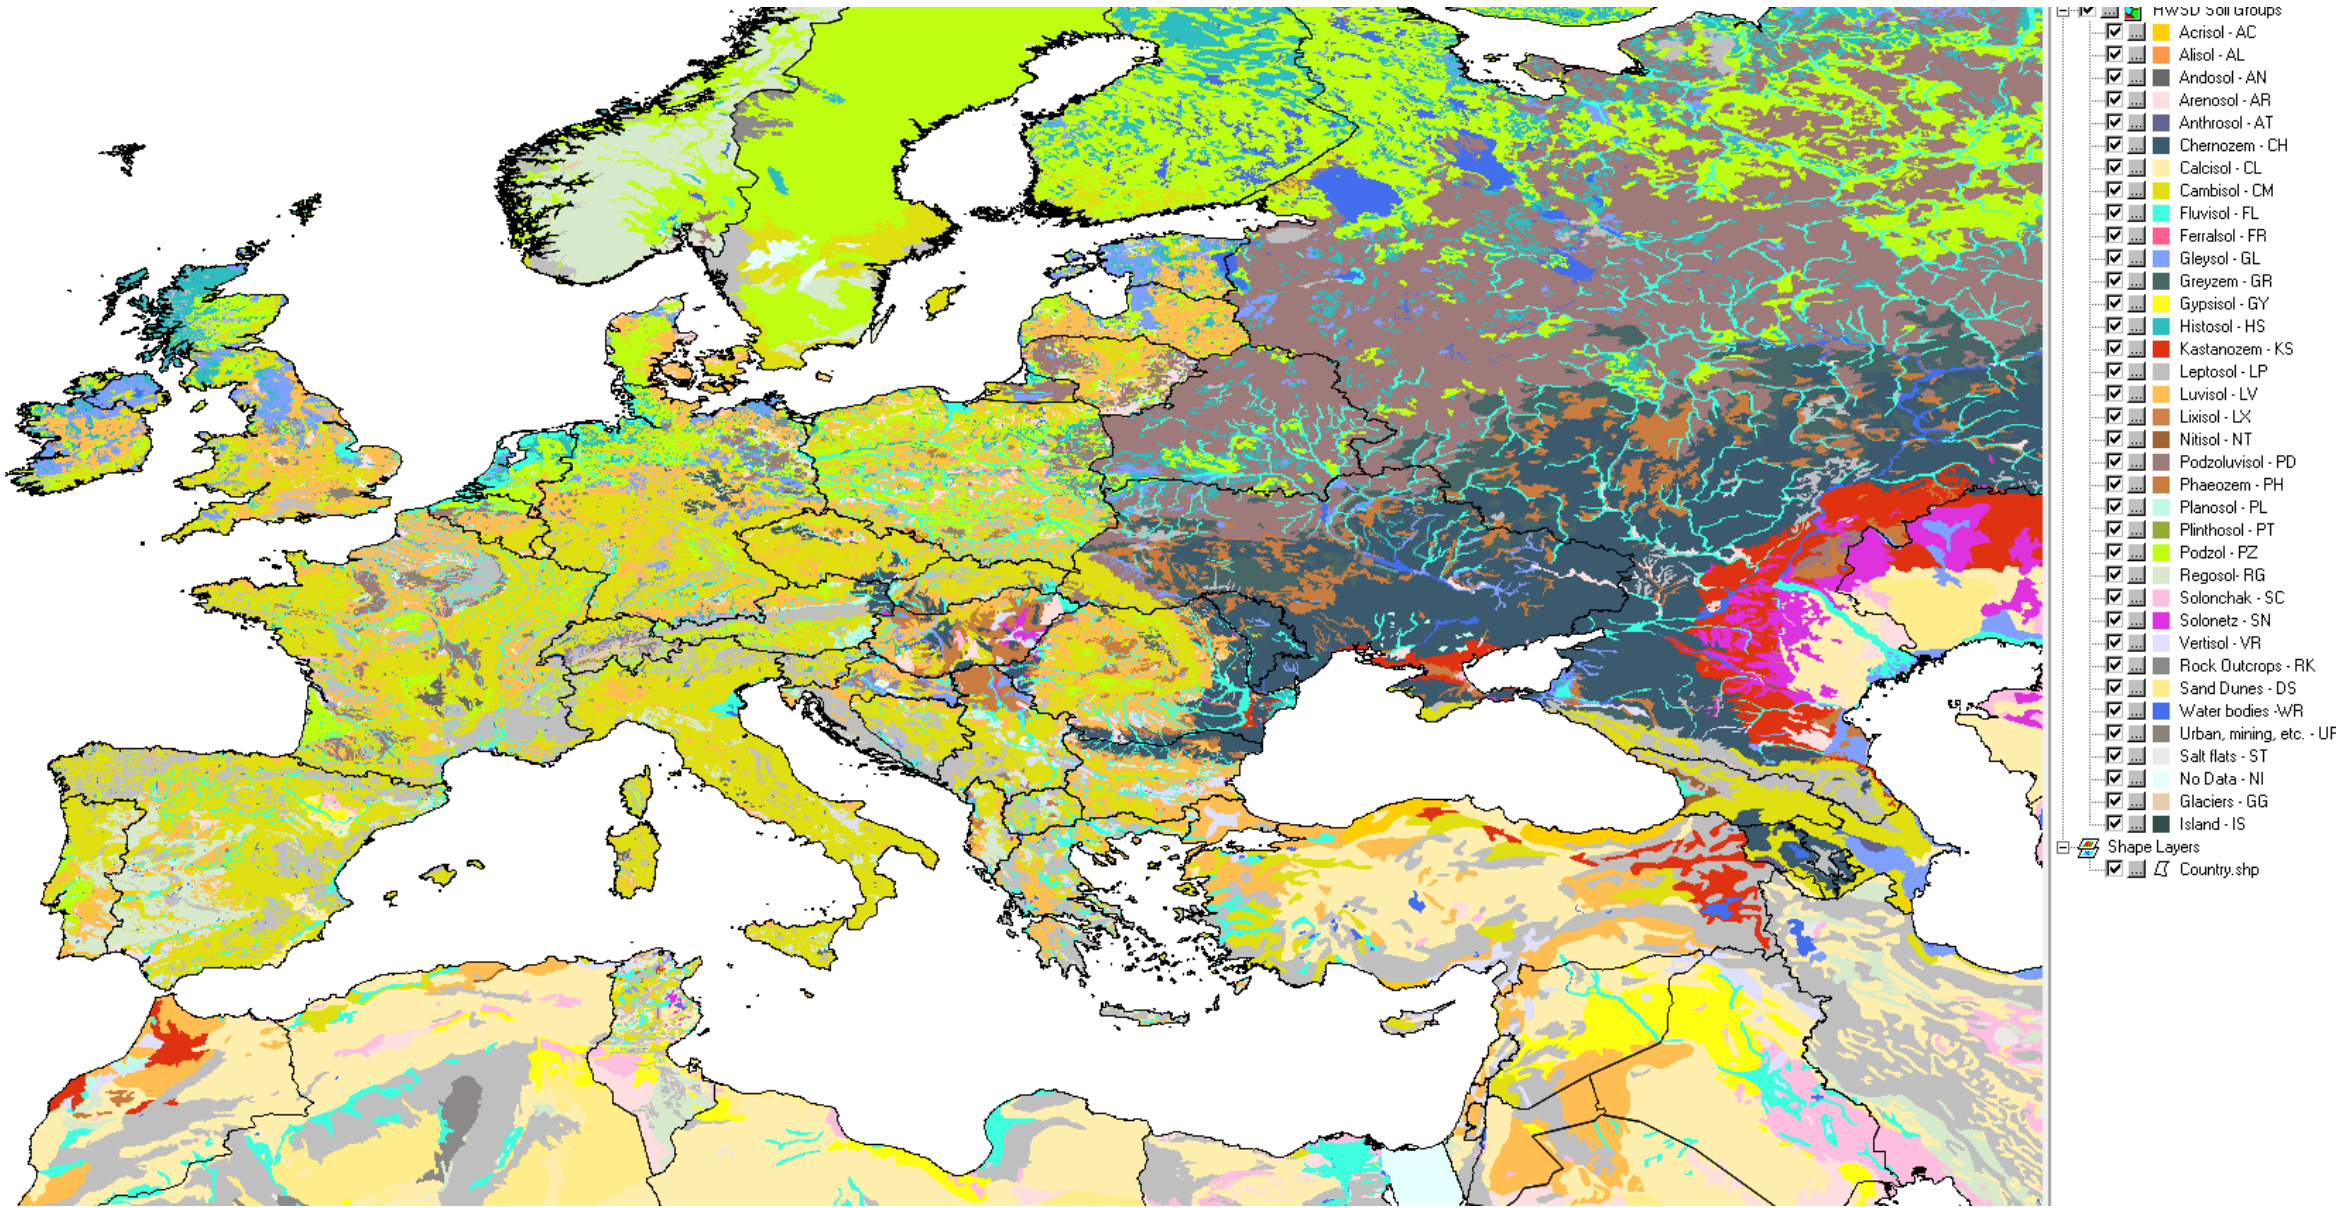 HWSD Soil Groups
Acrisol - AC
Alisol - AL
Andosol - AN
Arenosol - AR
Anthrosol - AT
Chernozem - CH
Calcisol - CL
Cambisol - CM
Fluvisol - FL
Ferralsol - FR
Gleysol - GL
Greyzem - GR
Gypsisol - GY
Histosol - HS
Kastanozem - KS
Leptosol - LP
Luvisol - LV
Lixisol - LX
Nitisol - NT
Podzoluvisol - PD
Phaeozem - PH
Planosol - PL
Plinthosol - PT
Podzol - PZ
Regosol- RG
Solonchak - SC
Solonetz - SN
Vertisol - VR
Rock Outcrops - RK
Sand Dunes - DS
Water bodies -WR
Urban, mining, etc. - UR
Salt flats - ST
No Data - NI
Glaciers - GG
Island - IS
Shape Layers
Country.shp